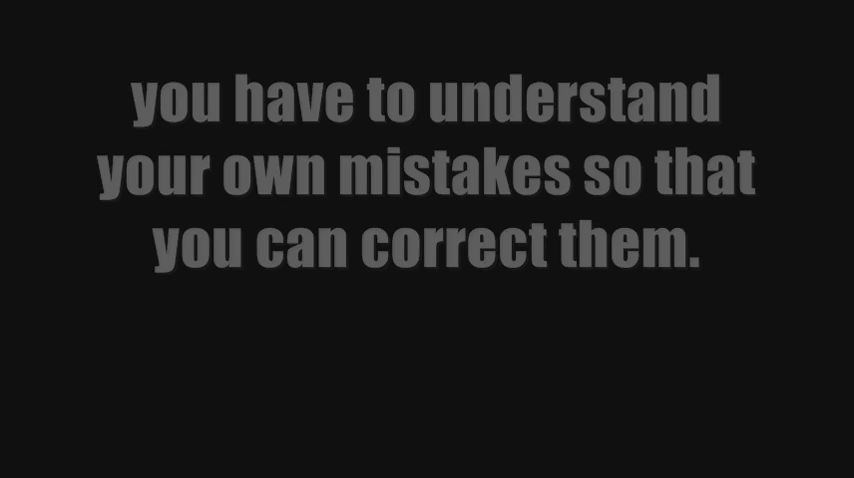 you have to understand
your own mistakes so that
you can correct them.